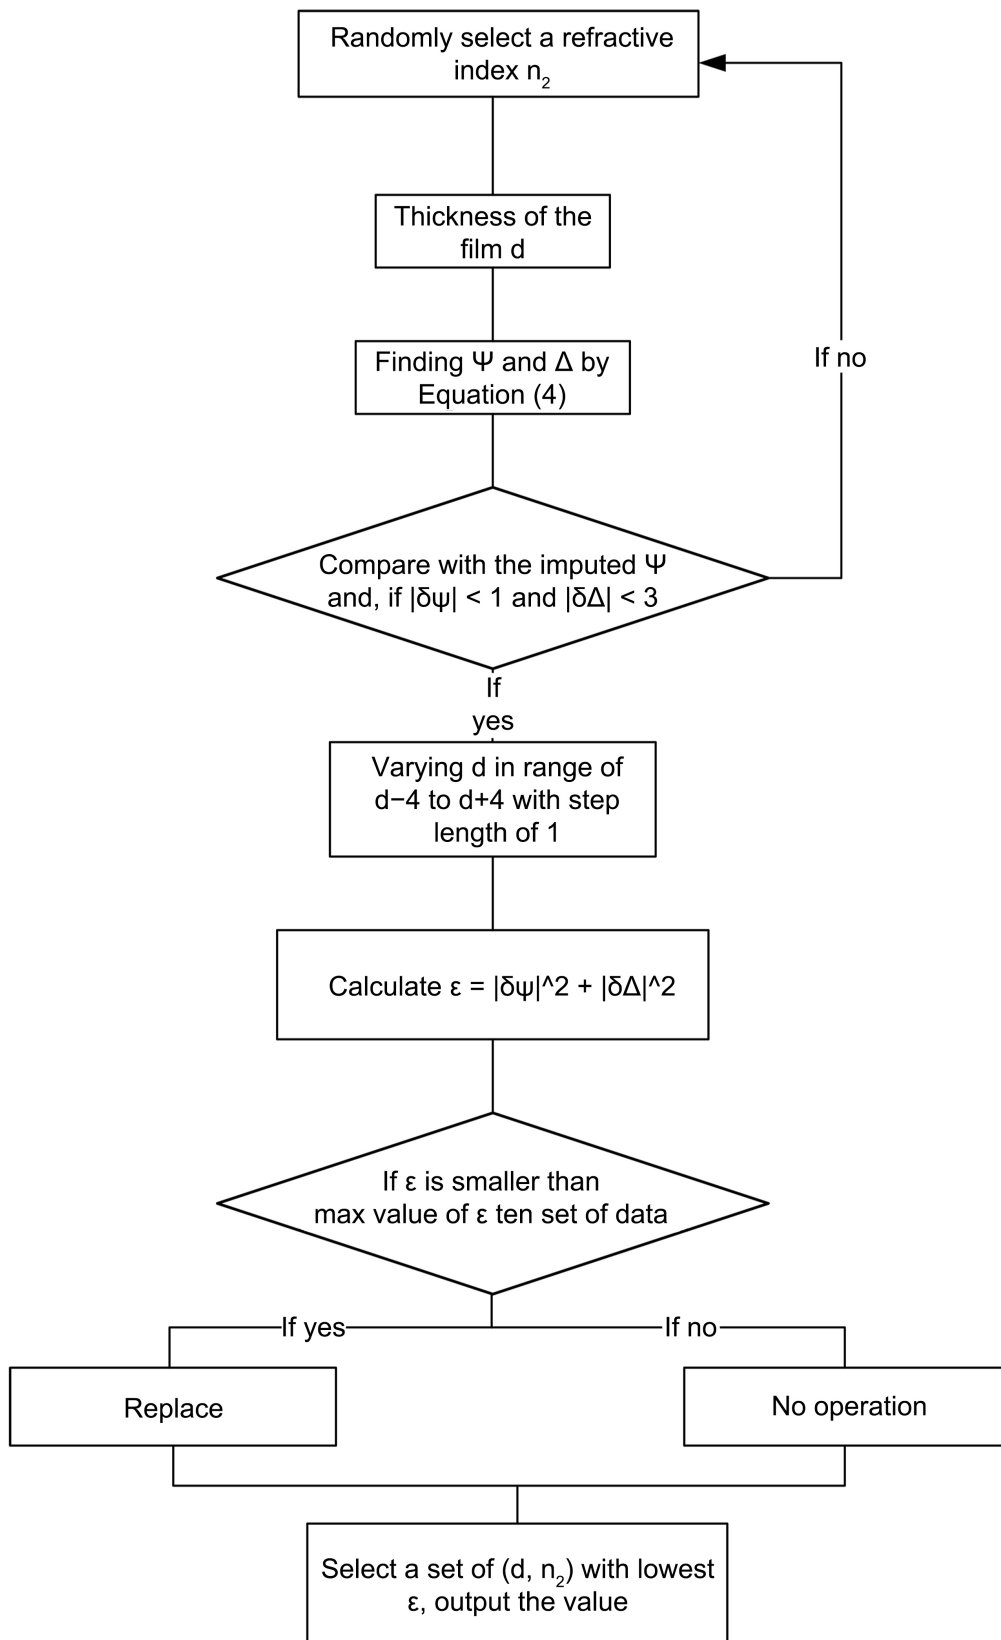 Randomly select a refractive
index n₂
Thickness of the
film d
Finding Ψ and Δ by
Equation (4)
If no
Compare with the imputed Ψ
and, if |δψ| < 1 and |δΔ| < 3
If
yes
Varying d in range of
d−4 to d+4 with step
length of 1
Calculate ε = |δψ|^2 + |δΔ|^2
If ε is smaller than
max value of ε ten set of data
If yes
If no
Replace
No operation
Select a set of (d, n₂) with lowest
ε, output the value